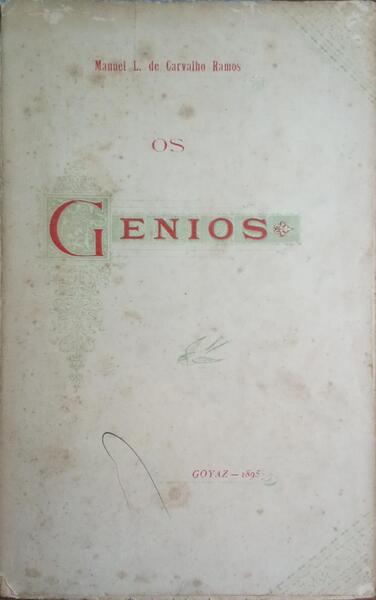 Manuel L. de Carvalho Ramos
OS
GENIOS
GOYAZ — 1895